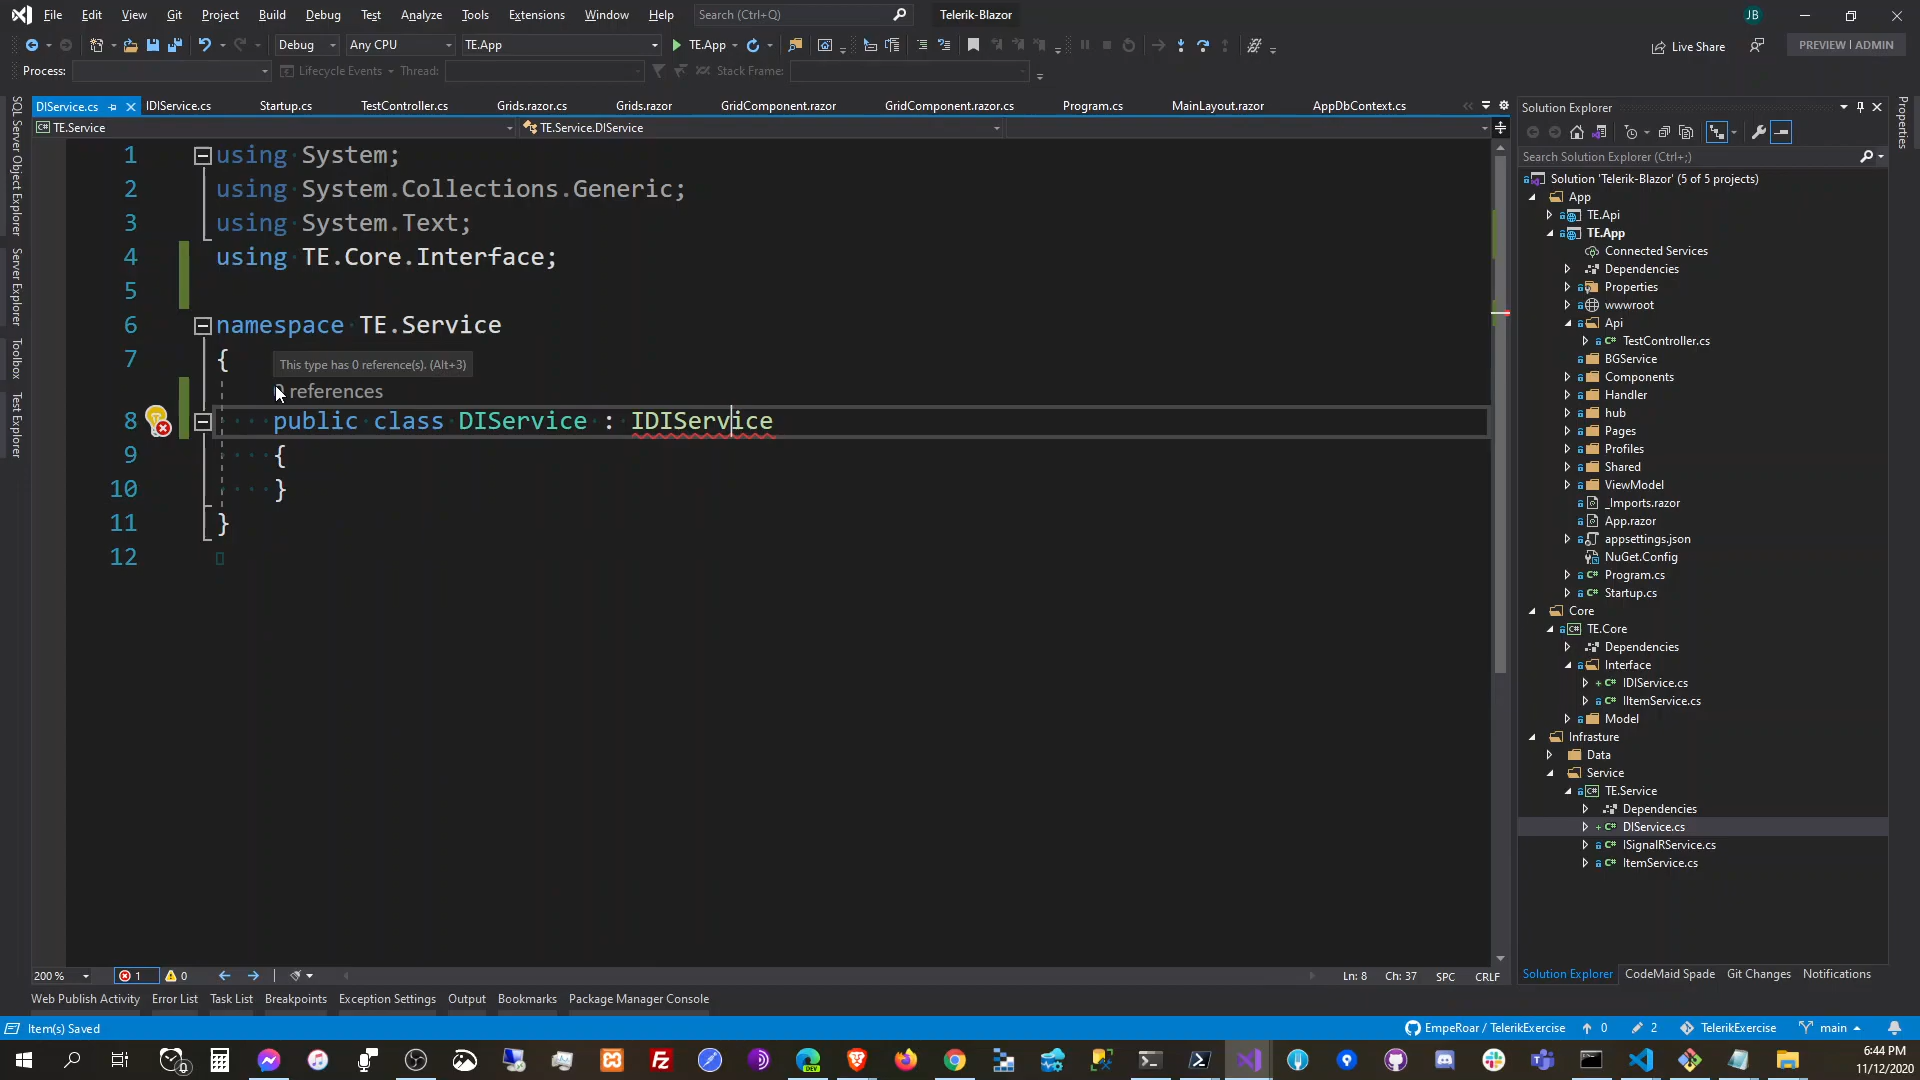 File Edit View Git Project Build Debug Test Analyze Tools Extensions Window Help Search (Ctrl+Q) Telerik-Blazor JB
Debug Any CPU TE.App TE.App Live Share PREVIEW | ADMIN
Process: Lifecycle Events Thread: Stack Frame:
DIService.cs IDIService.cs Startup.cs TestController.cs Grids.razor.cs Grids.razor GridComponent.razor GridComponent.razor.cs Program.cs MainLayout.razor AppDbContext.cs
TE.Service TE.Service.DIService
SQL Server Object Explorer
Server Explorer
Toolbox
Test Explorer
1 using System;
2 using System.Collections.Generic;
3 using System.Text;
4 using TE.Core.Interface;
5
6 namespace TE.Service
7 {
This type has 0 reference(s). (Alt+3)
references
8 public class DIService : IDIService
9 {
10 }
11 }
12
200 % 1 0 Ln: 8 Ch: 37 SPC CRLF
Solution Explorer
Search Solution Explorer (Ctrl+;)
Solution 'Telerik-Blazor' (5 of 5 projects)
App
TE.Api
TE.App
Connected Services
Dependencies
Properties
wwwroot
Api
TestController.cs
BGService
Components
Handler
hub
Pages
Profiles
Shared
ViewModel
_Imports.razor
App.razor
appsettings.json
NuGet.Config
Program.cs
Startup.cs
Core
TE.Core
Dependencies
Interface
IDIService.cs
IItemService.cs
Model
Infrasture
Data
Service
TE.Service
Dependencies
DIService.cs
ISignalRService.cs
ItemService.cs
Solution Explorer CodeMaid Spade Git Changes Notifications
Properties
Web Publish Activity Error List Task List Breakpoints Exception Settings Output Bookmarks Package Manager Console
Item(s) Saved EmpeRoar / TelerikExercise 0 2 TelerikExercise main
6:44 PM
11/12/2020